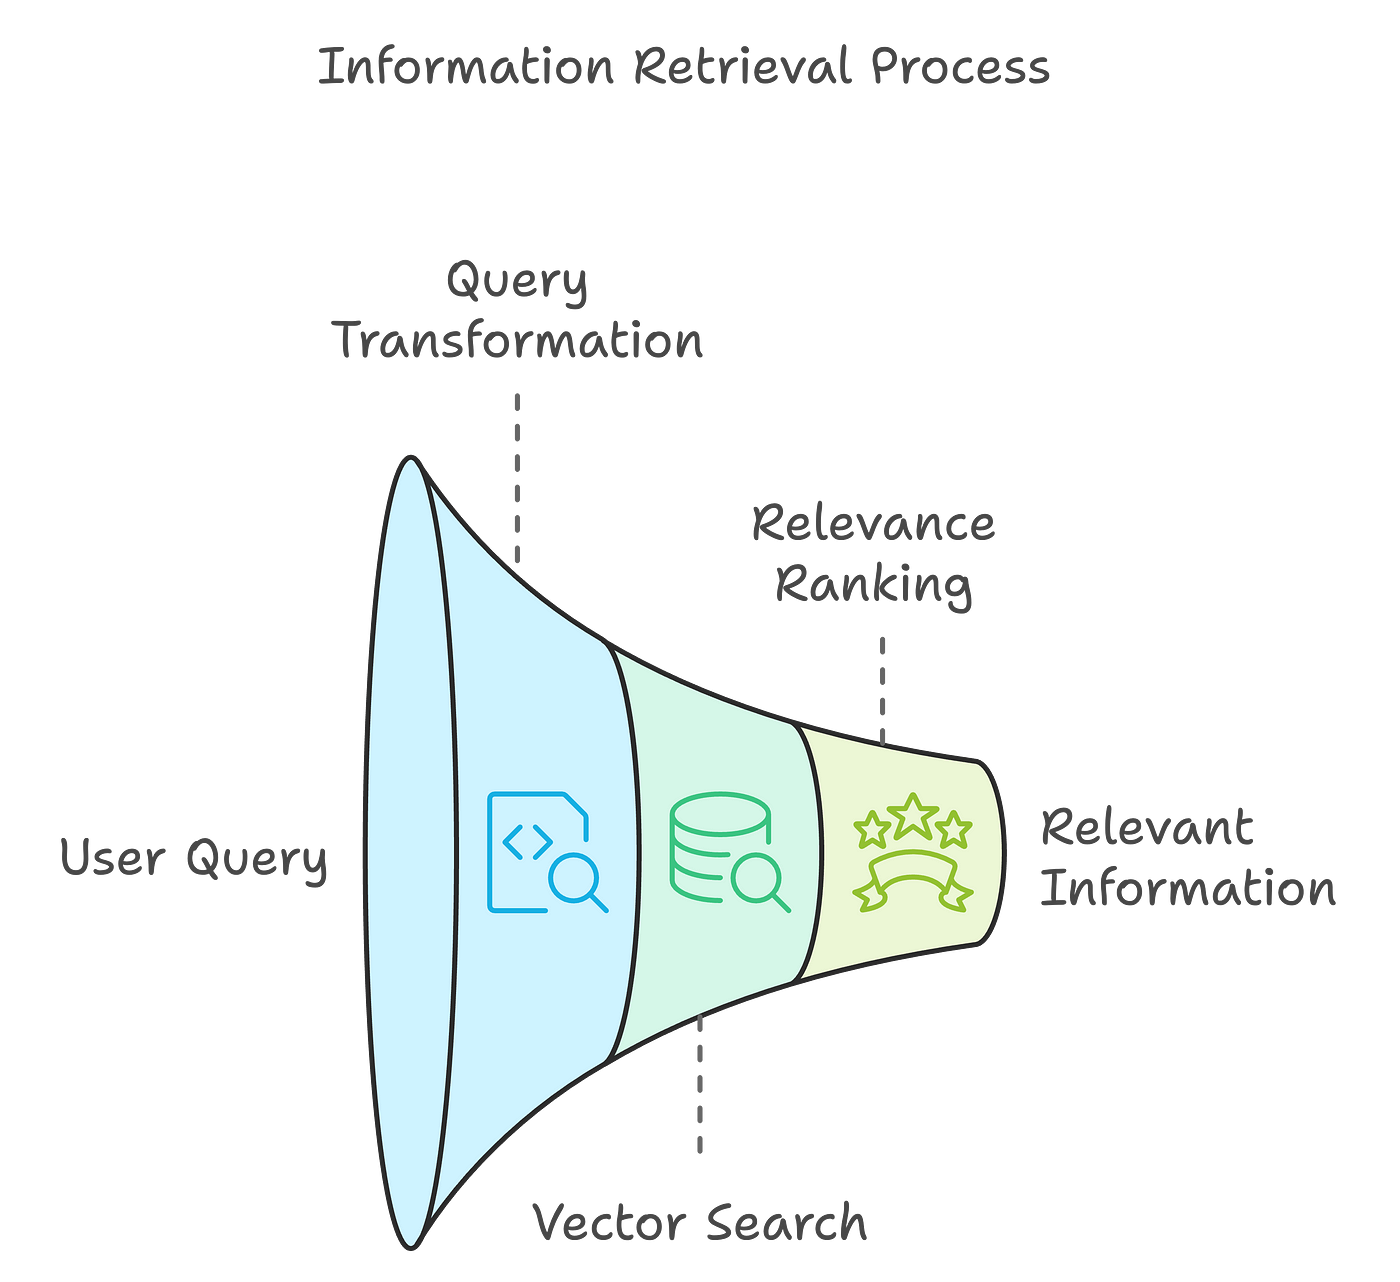 Information Retrieval Process
Query
Transformation
Relevance
Ranking
User Query
Relevant
Information
Vector Search